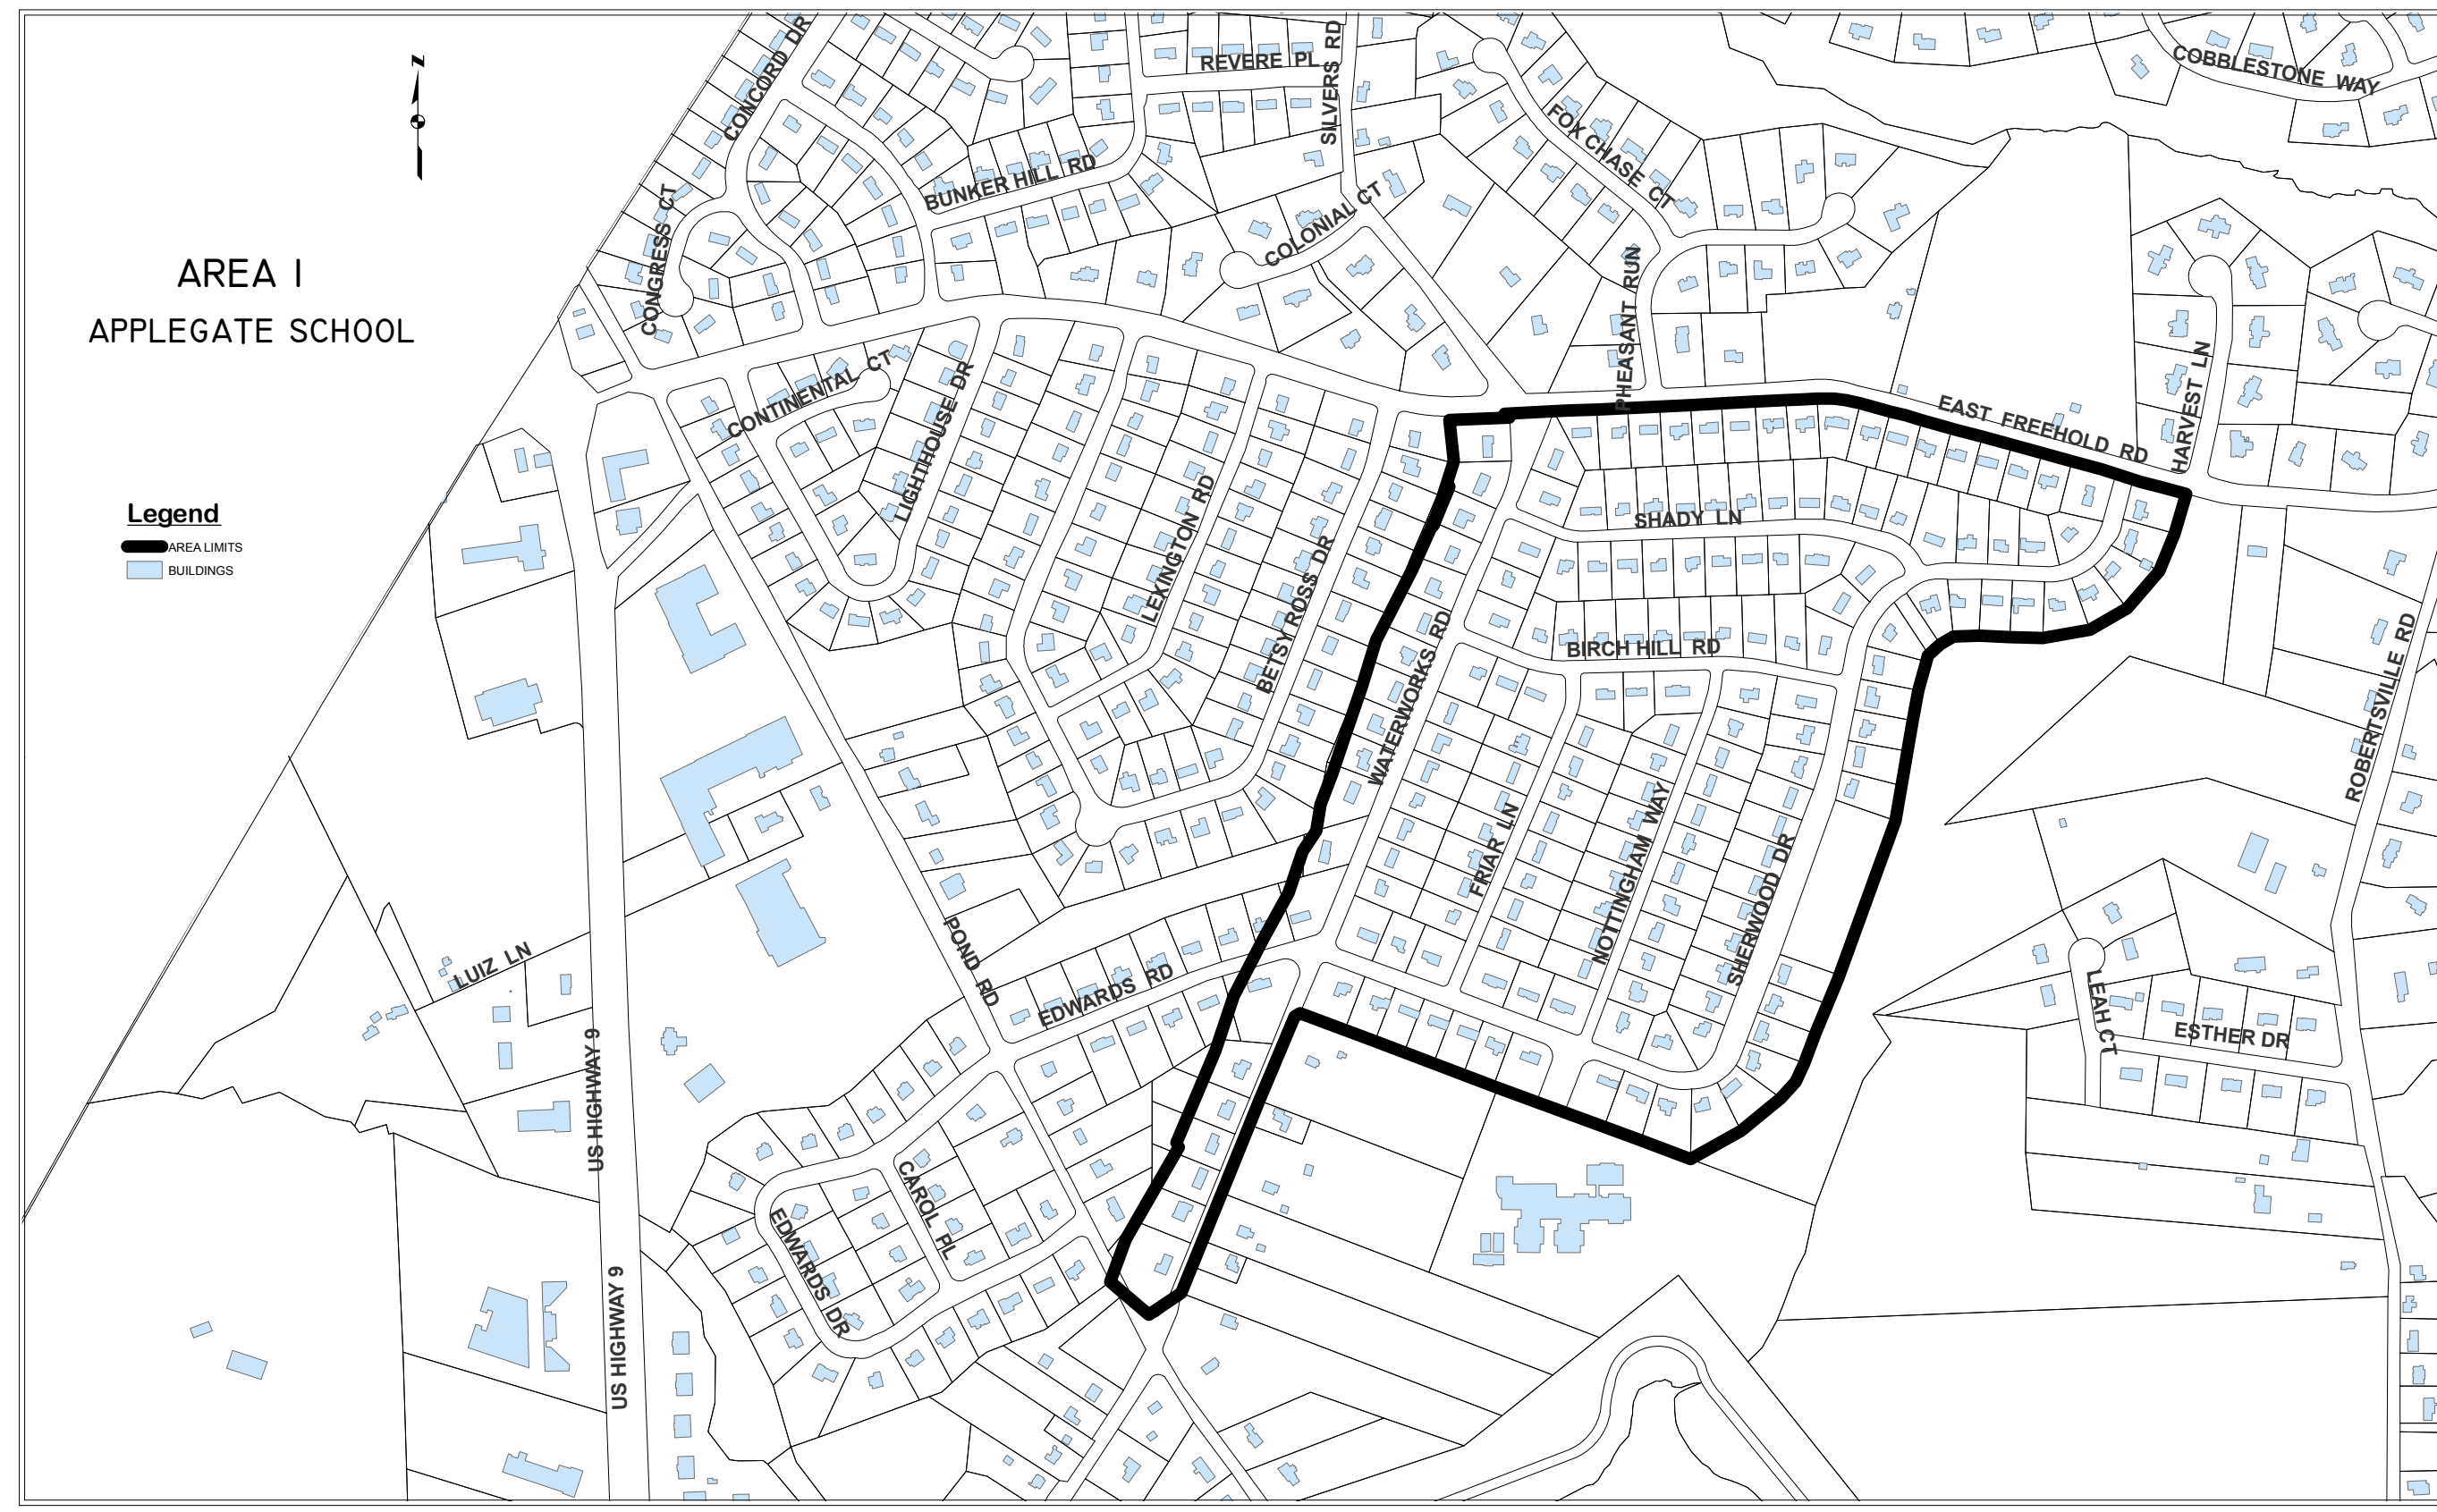 N
AREA 1
APPLEGATE SCHOOL
Legend
AREA LIMITS
BUILDINGS
CONCORD DR
REVERE PL
SILVERS RD
COBBLESTONE WAY
FOX CHASE CT
BUNKER HILL RD
CONGRESS CT
COLONIAL CT
PHEASANT RUN
CONTINENTAL CT
LIGHTHOUSE DR
HARVEST LN
EAST FREEHOLD RD
LEXINGTON RD
SHADY LN
BETSY ROSS DR
WATERWORKS RD
BIRCH HILL RD
ROBERTSVILLE RD
FRIAR LN
NOTTINGHAM WAY
SHERWOOD DR
POND RD
LUIZ LN
EDWARDS RD
LEAH CT
ESTHER DR
US HIGHWAY 9
CAROL PL
EDWARDS DR
US HIGHWAY 9